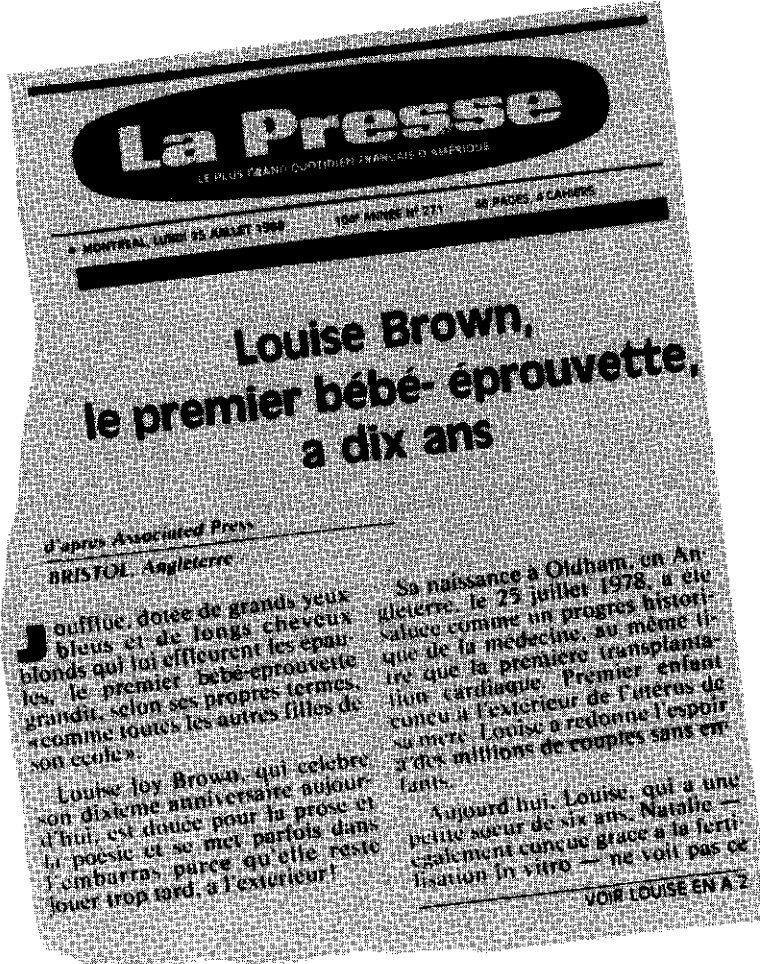 La Presse
LE PLUS GRAND QUOTIDIEN FRANÇAIS D'AMÉRIQUE
MONTRÉAL, LUNDI 25 JUILLET 1988
104e ANNÉE No 271
68 PAGES, 4 CAHIERS
Louise Brown,
le premier bébé- éprouvette,
a dix ans
d'après Associated Press
BRISTOL, Angleterre
Joufflue, dotée de grands yeux
bleus et de longs cheveux
blonds qui lui effleurent les épau-
les, le premier bébé-éprouvette
grandit, selon ses propres termes,
«comme toutes les autres filles de
son école».
Louise Joy Brown, qui célèbre
son dixième anniversaire aujour-
d'hui, est douée pour la prose et
la poésie et se met parfois dans
l'embarras parce qu'elle reste
jouer trop tard, à l'extérieur!
Sa naissance à Oldham, en An-
gleterre, le 25 juillet 1978, a été
saluée comme un progrès histori-
que de la médecine, au même ti-
tre que la première transplanta-
tion cardiaque. Premier enfant
conçu à l'extérieur de l'utérus de
sa mère, Louise a redonné l'espoir
à des millions de couples sans en-
fants.
Aujourd'hui, Louise, qui a une
petite soeur de six ans, Natalie —
également conçue grâce à la ferti-
lisation in vitro — ne voit pas ce
VOIR LOUISE EN A 2